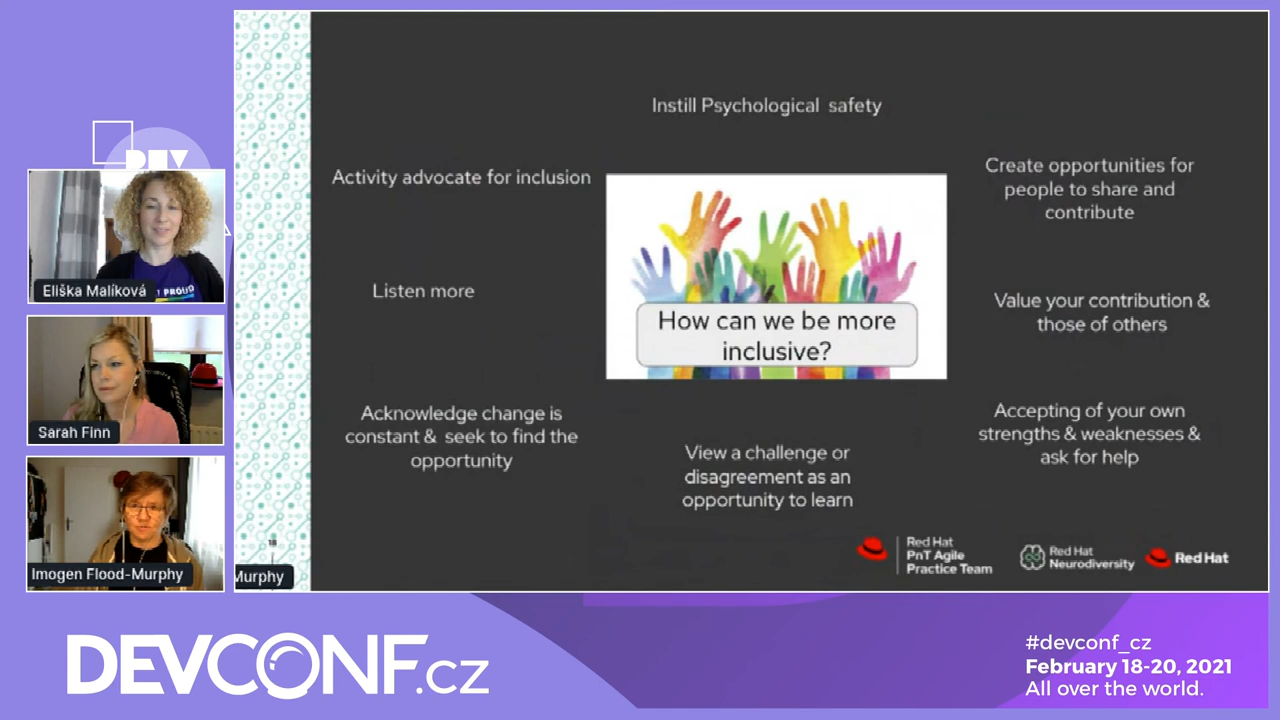 DEV
Eliška Malíková
PROUD
Sarah Finn
Imogen Flood-Murphy
Instill Psychological safety
Activity advocate for inclusion
Create opportunities for
people to share and
contribute
Listen more
How can we be more
inclusive?
Value your contribution &
those of others
Acknowledge change is
constant & seek to find the
opportunity
View a challenge or
disagreement as an
opportunity to learn
Accepting of your own
strengths & weaknesses &
ask for help
18
Murphy
Red Hat
PnT Agile
Practice Team
Red Hat
Neurodiversity
Red Hat
DEVCONF.cz
#devconf_cz
February 18-20, 2021
All over the world.